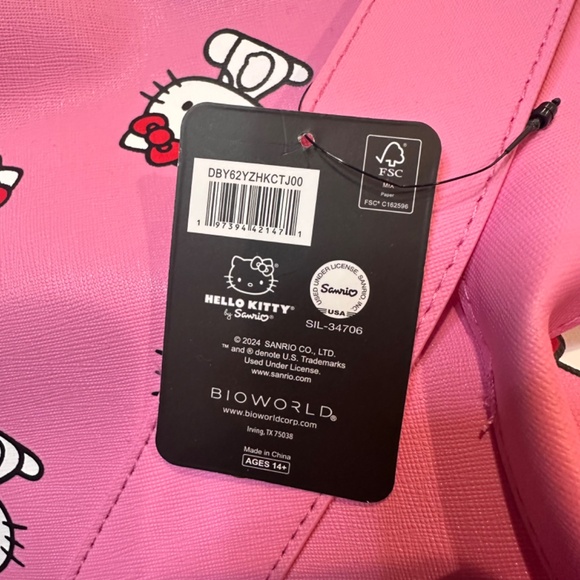 DBY62YZHKCTJ00
1 97394 42147 1
FSC
Mix
Paper
FSC® C162596
HELLO KITTY®
by Sanrio®
USED UNDER LICENSE. SANRIO, INC.
Sanrio
USA
SIL-34706
© 2024 SANRIO CO., LTD.
™ and ® denote U.S. Trademarks
Used Under License.
www.sanrio.com
BIOWORLD®
www.bioworldcorp.com
Irving, TX 75038
Made in China
AGES 14+